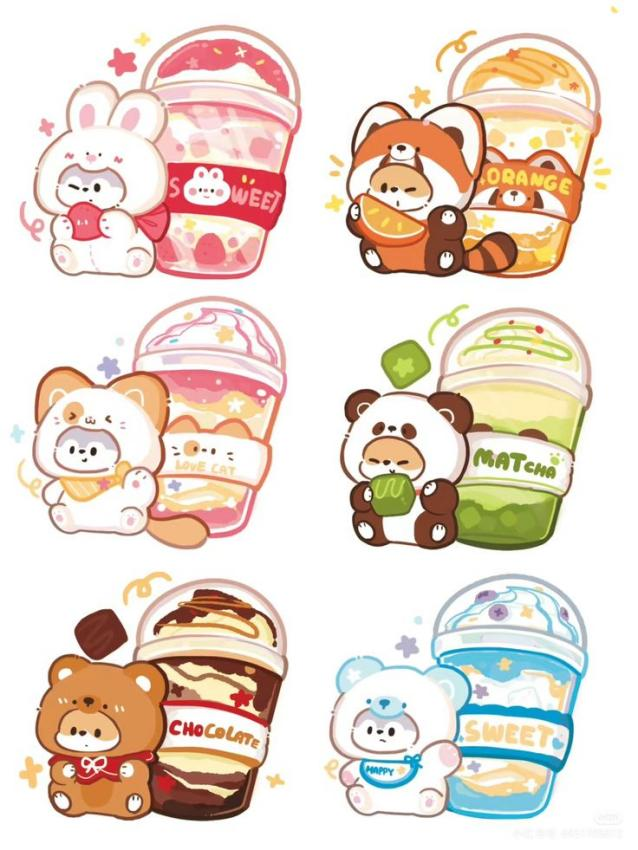 SWEET
ORANGE
LOVE CAT
MATCHA
CHOCOLATE
HAPPY
SWEET